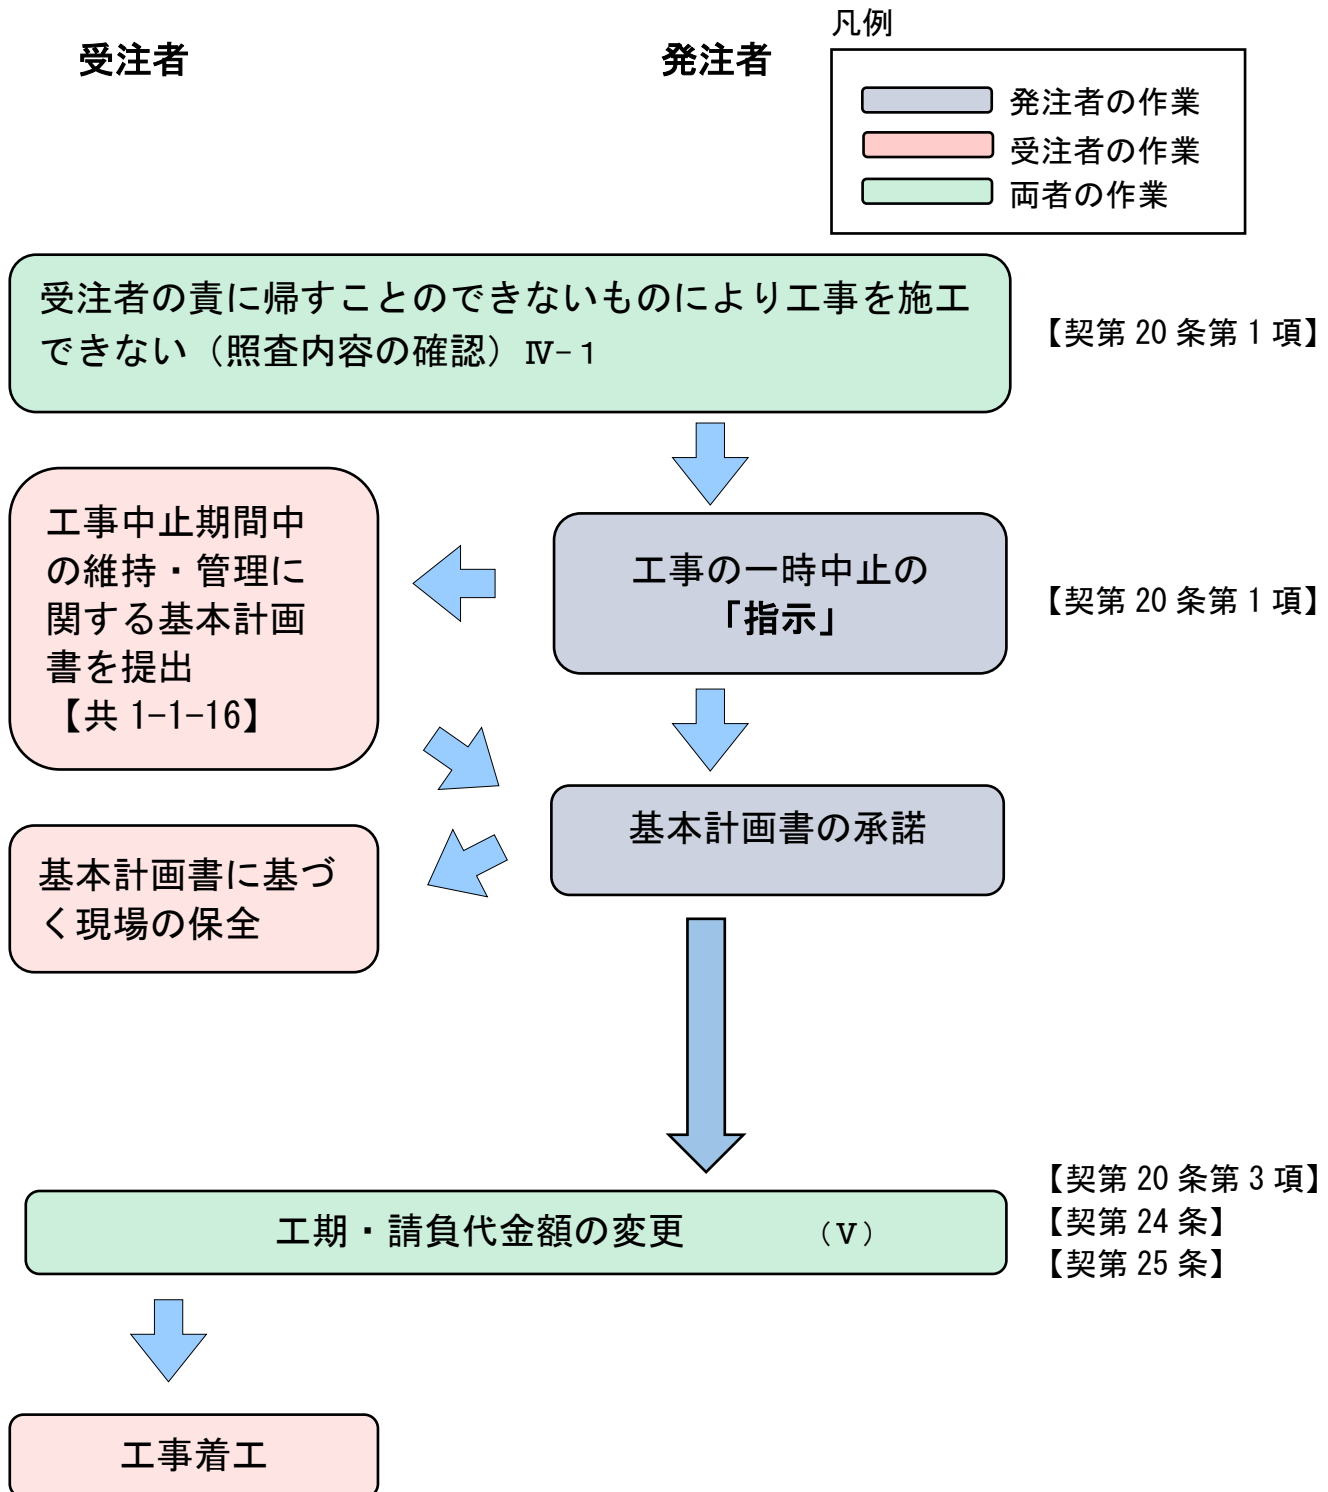 凡例
受注者
発注者
発注者の作業
受注者の作業
両者の作業
受注者の責に帰すことのできないものにより工事を施工
できない（照査内容の確認）Ⅳ-１
【契第 20 条第 1 項】
工事中止期間中
の維持・管理に
関する基本計画
書を提出
【共 1-1-16】
工事の一時中止の
「指示」
【契第 20 条第 1 項】
基本計画書の承諾
基本計画書に基づ
く現場の保全
工期・請負代金額の変更　　　（Ⅴ）
【契第 20 条第 3 項】
【契第 24 条】
【契第 25 条】
工事着工